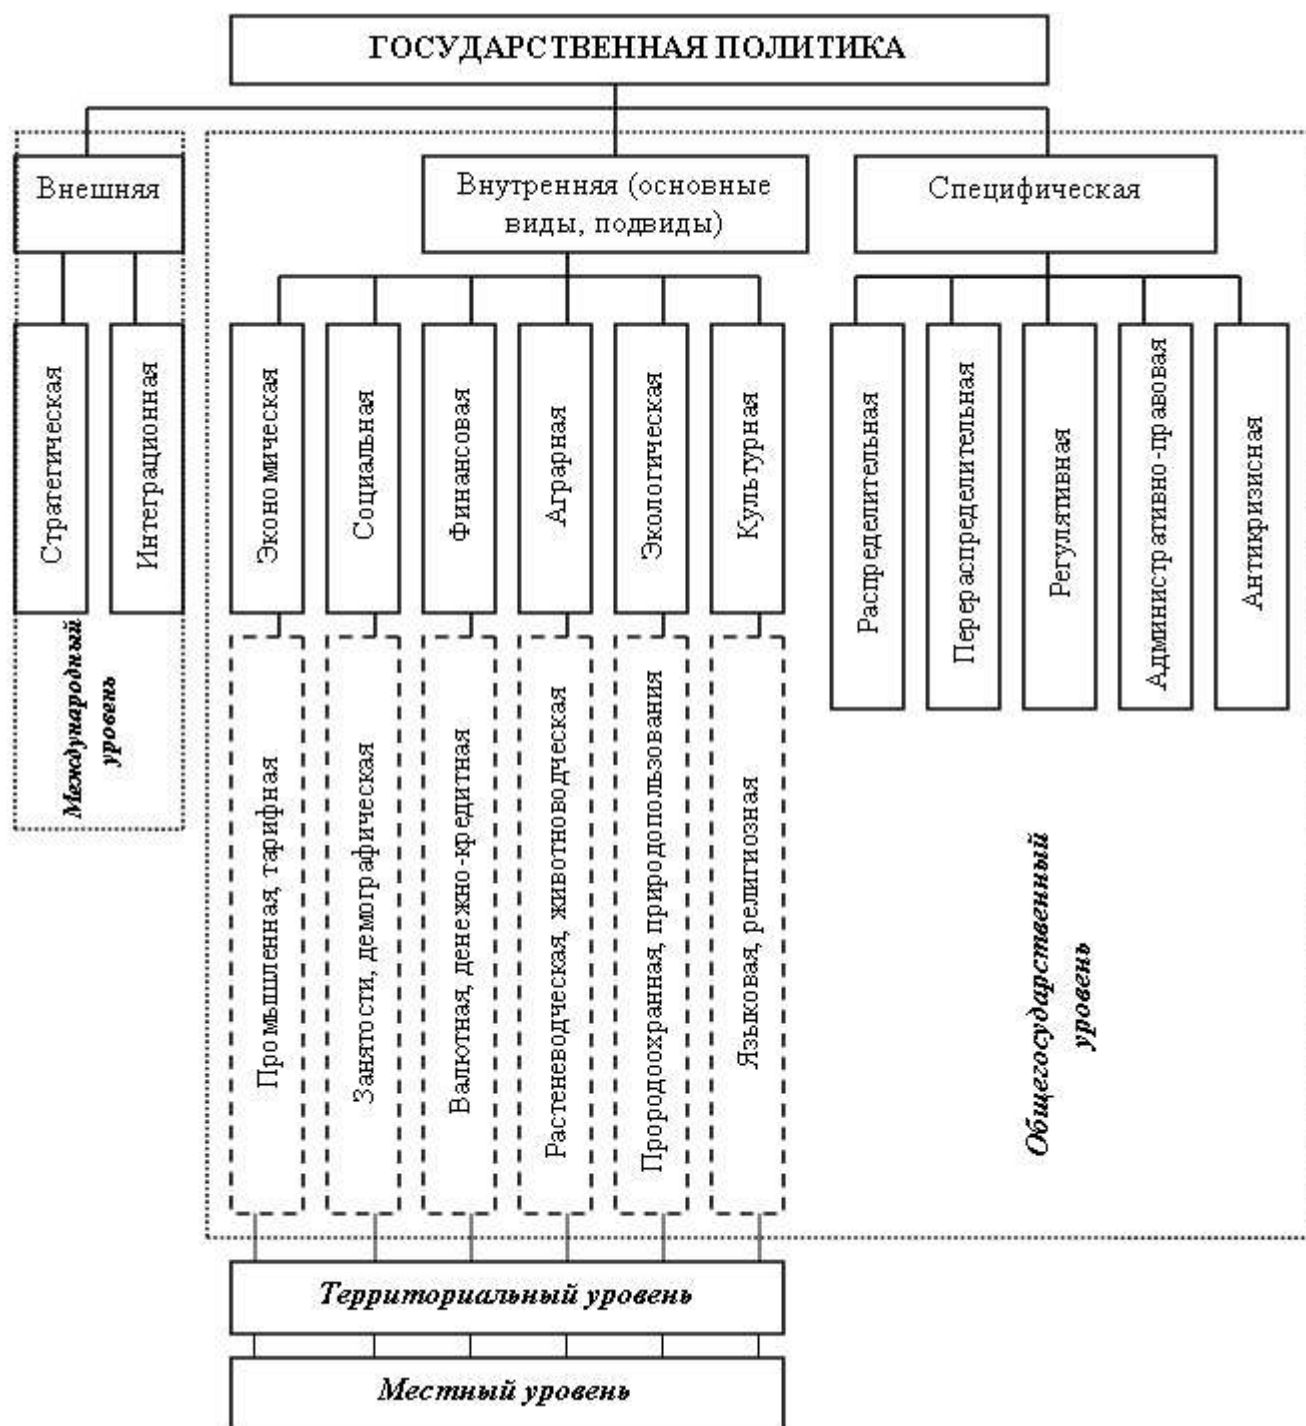 ГОСУДАРСТВЕННАЯ ПОЛИТИКА
Внешняя
Внутренняя (основные
виды, подвиды)
Специфическая
Стратегическая
Интеграционная
Экономическая
Социальная
Финансовая
Аграрная
Экологическая
Культурная
Распределительная
Перераспределительная
Регулятивная
Административно-правовая
Антикризисная
Международный
уровень
Промышленная, тарифная
Занятости, демографическая
Валютная, денежно-кредитная
Растеневодческая, животноводческая
Прородоохранная, природопользования
Языковая, религиозная
Общегосударственный
уровень
Территориальный уровень
Местный уровень